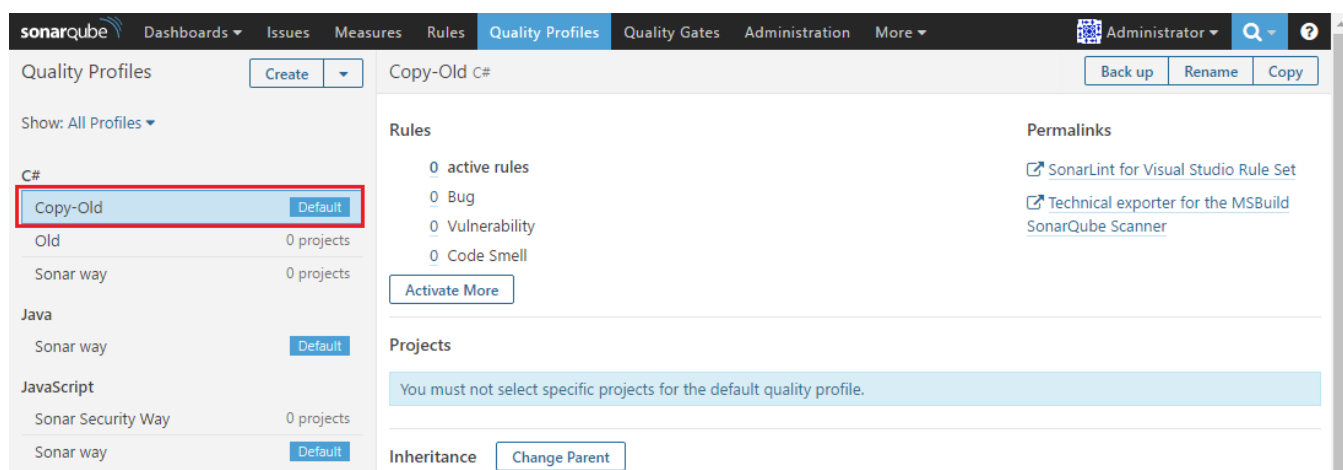 sonarqube Dashboards Issues Measures Rules Quality Profiles Quality Gates Administration More Administrator ?
Quality Profiles Create
Copy-Old C# Back up Rename Copy
Show: All Profiles
C#
Copy-Old Default
Old 0 projects
Sonar way 0 projects
Java
Sonar way Default
JavaScript
Sonar Security Way 0 projects
Sonar way Default
Rules
0 active rules
0 Bug
0 Vulnerability
0 Code Smell
Activate More
Permalinks
SonarLint for Visual Studio Rule Set
Technical exporter for the MSBuild
SonarQube Scanner
Projects
You must not select specific projects for the default quality profile.
Inheritance Change Parent